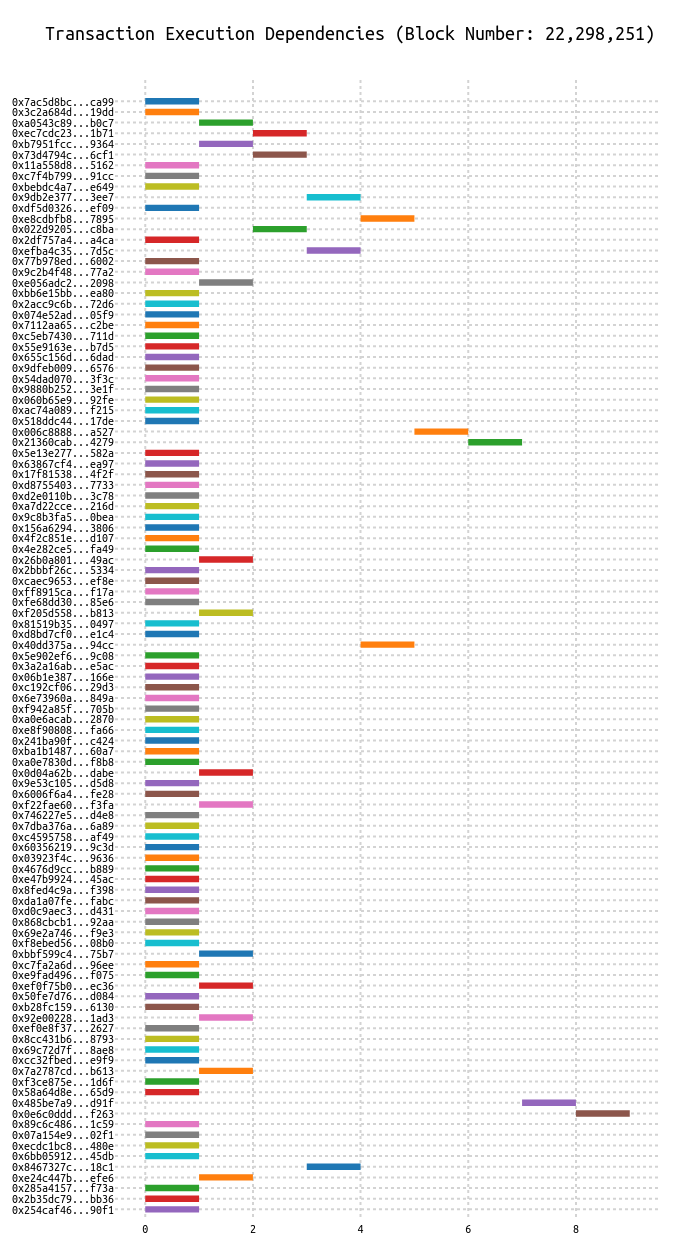 Transaction Execution Dependencies (Block Number: 22,298,251)
0x7ac5d8bc...ca99
0x3c2a684d...19dd
0xa0543c89...b0c7
0xec7cdc23...1b71
0xb7951fcc...9364
0x73d4794c...6cf1
0x11a558d8...5162
0xc7f4b799...91cc
0xbebdc4a7...e649
0x9db2e377...3ee7
0xdf5d0326...ef09
0xe8cdbfb8...7895
0x022d9205...c8ba
0x2df757a4...a4ca
0xefba4c35...7d5c
0x77b978ed...6002
0x9c2b4f48...77a2
0xe056adc2...2098
0xbb6e15bb...ea80
0x2acc9c6b...72d6
0x074e52ad...05f9
0x7112aa65...c2be
0xc5eb7430...711d
0x55e9163e...b7d5
0x655c156d...6dad
0x9dfeb009...6576
0x54dad070...3f3c
0x9880b252...3e1f
0x060b65e9...92fe
0xac74a089...f215
0x518ddc44...17de
0x006c8888...a527
0x21360cab...4279
0x5e13e277...582a
0x63867cf4...ea97
0x17f81538...4f2f
0xd8755403...7733
0xd2e0110b...3c78
0xa7d22cce...216d
0x9c8b3fa5...0bea
0x156a6294...3806
0x4f2c851e...d107
0x4e282ce5...fa49
0x26b0a801...49ac
0x2bbbf26c...5334
0xcaec9653...ef8e
0xff8915ca...f17a
0xfe68dd30...85e6
0xf205d558...b813
0x81519b35...0497
0xd8bd7cf0...e1c4
0x40dd375a...94cc
0x5e902ef6...9c08
0x3a2a16ab...e5ac
0x06b1e387...166e
0xc192cf06...29d3
0x6e73960a...849a
0xf942a85f...705b
0xa0e6acab...2870
0xe8f90808...fa66
0x241ba90f...c424
0xba1b1487...60a7
0xa0e7830d...f8b8
0x0d04a62b...dabe
0x9e53c105...d5d8
0x6006f6a4...fe28
0xf22fae60...f3fa
0x746227e5...d4e8
0x7dba376a...6a89
0xc4595758...af49
0x60356219...9c3d
0x03923f4c...9636
0x4676d9cc...b889
0xe47b9924...45ac
0x8fed4c9a...f398
0xda1a07fe...fabc
0xd0c9aec3...d431
0x868cbcb1...92aa
0x69e2a746...f9e3
0xf8ebed56...08b0
0xbbf599c4...75b7
0xc7fa2a6d...96ee
0xe9fad496...f075
0xef0f75b0...ec36
0x50fe7d76...d084
0xb28fc159...6130
0x92e00228...1ad3
0xef0e8f37...2627
0x8cc431b6...8793
0x69c72d7f...8ae8
0xcc32fbed...e9f9
0x7a2787cd...b613
0xf3ce875e...1d6f
0x58a64d8e...65d9
0x485be7a9...d91f
0x0e6c0ddd...f263
0x89c6c486...1c59
0x07a154e9...02f1
0xecdc1bc8...480e
0x6bb05912...45db
0x8467327c...18c1
0xe24c447b...efe6
0x285a4157...f73a
0x2b35dc79...bb36
0x254caf46...90f1
0 2 4 6 8